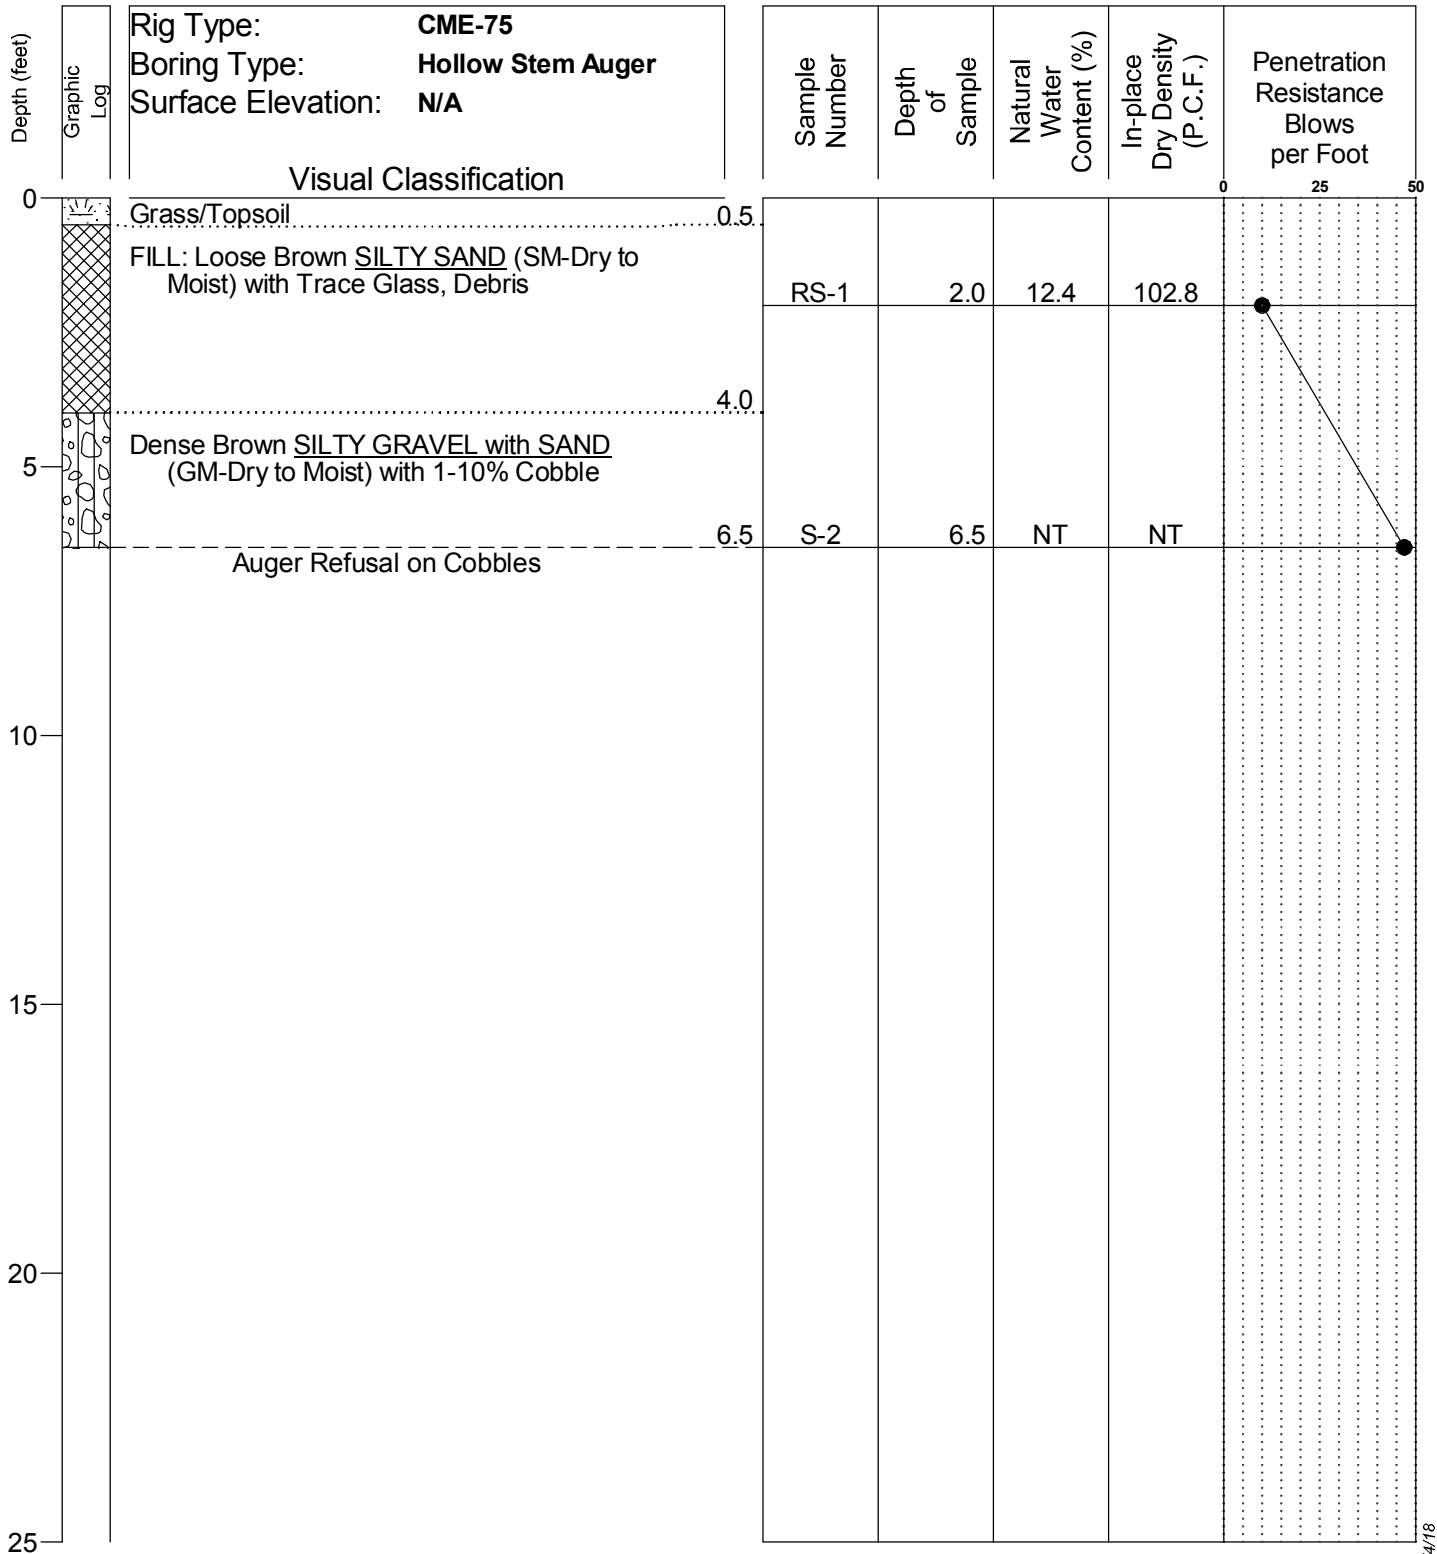 Depth (feet)
Graphic
Log
Rig Type: CME-75
Boring Type: Hollow Stem Auger
Surface Elevation: N/A
Visual Classification
Sample
Number
Depth
of
Sample
Natural
Water
Content (%)
In-place
Dry Density
(P.C.F.)
Penetration
Resistance
Blows
per Foot
0 25 50
0
Grass/Topsoil 0.5
FILL: Loose Brown SILTY SAND (SM-Dry to
Moist) with Trace Glass, Debris
RS-1 2.0 12.4 102.8
4.0
Dense Brown SILTY GRAVEL with SAND
5
(GM-Dry to Moist) with 1-10% Cobble
6.5 S-2 6.5 NT NT
Auger Refusal on Cobbles
10
15
20
25
4/18